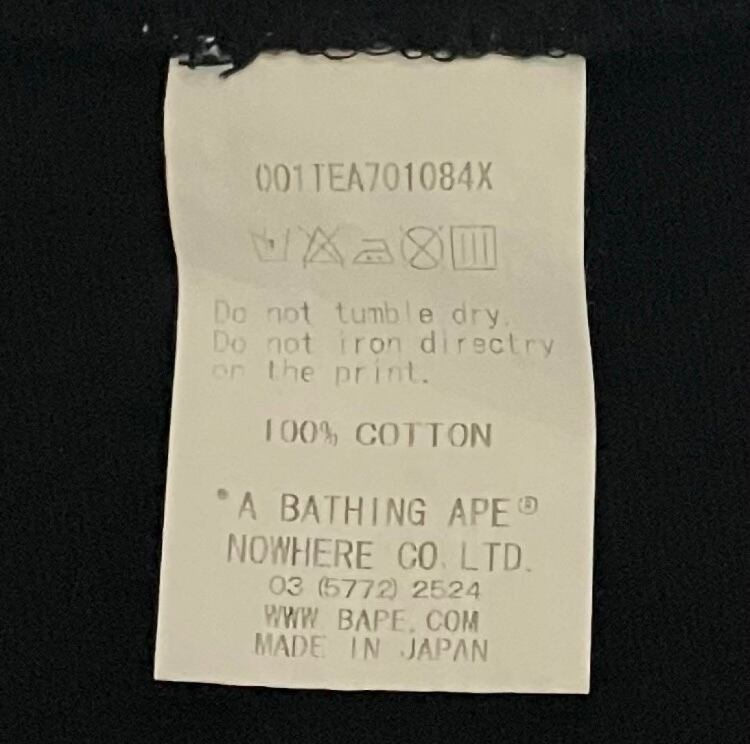 001TEA701084X
Do not tumble dry.
Do not iron directry
on the print.
100% COTTON
*A BATHING APE®
NOWHERE CO. LTD.
03 (5772) 2524
WWW.BAPE.COM
MADE IN JAPAN